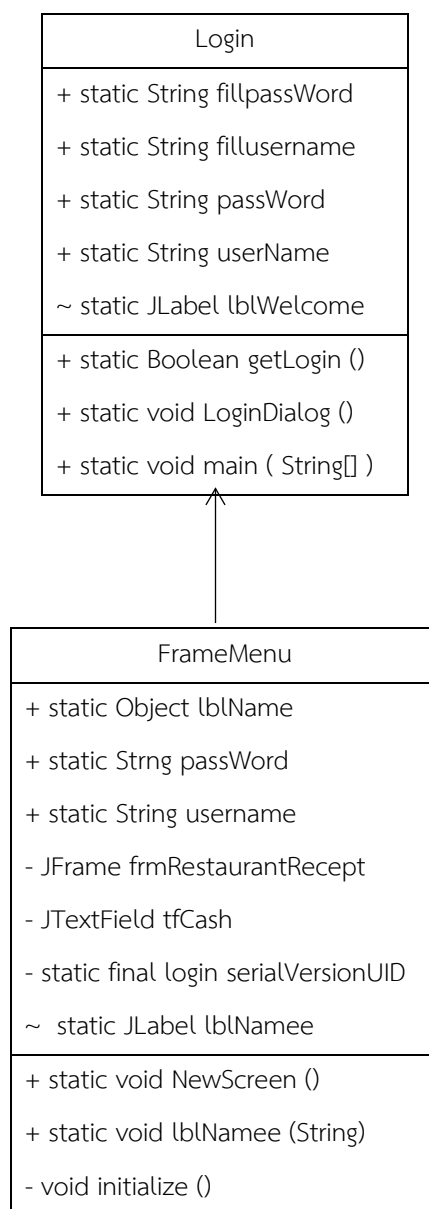 Login
+ static String fillpassWord
+ static String fillusername
+ static String passWord
+ static String userName
~ static JLabel lblWelcome
+ static Boolean getLogin ()
+ static void LoginDialog ()
+ static void main ( String[] )
FrameMenu
+ static Object lblName
+ static Strng passWord
+ static String username
- JFrame frmRestaurantRecept
- JTextField tfCash
- static final login serialVersionUID
~ static JLabel lblNamee
+ static void NewScreen ()
+ static void lblNamee (String)
- void initialize ()